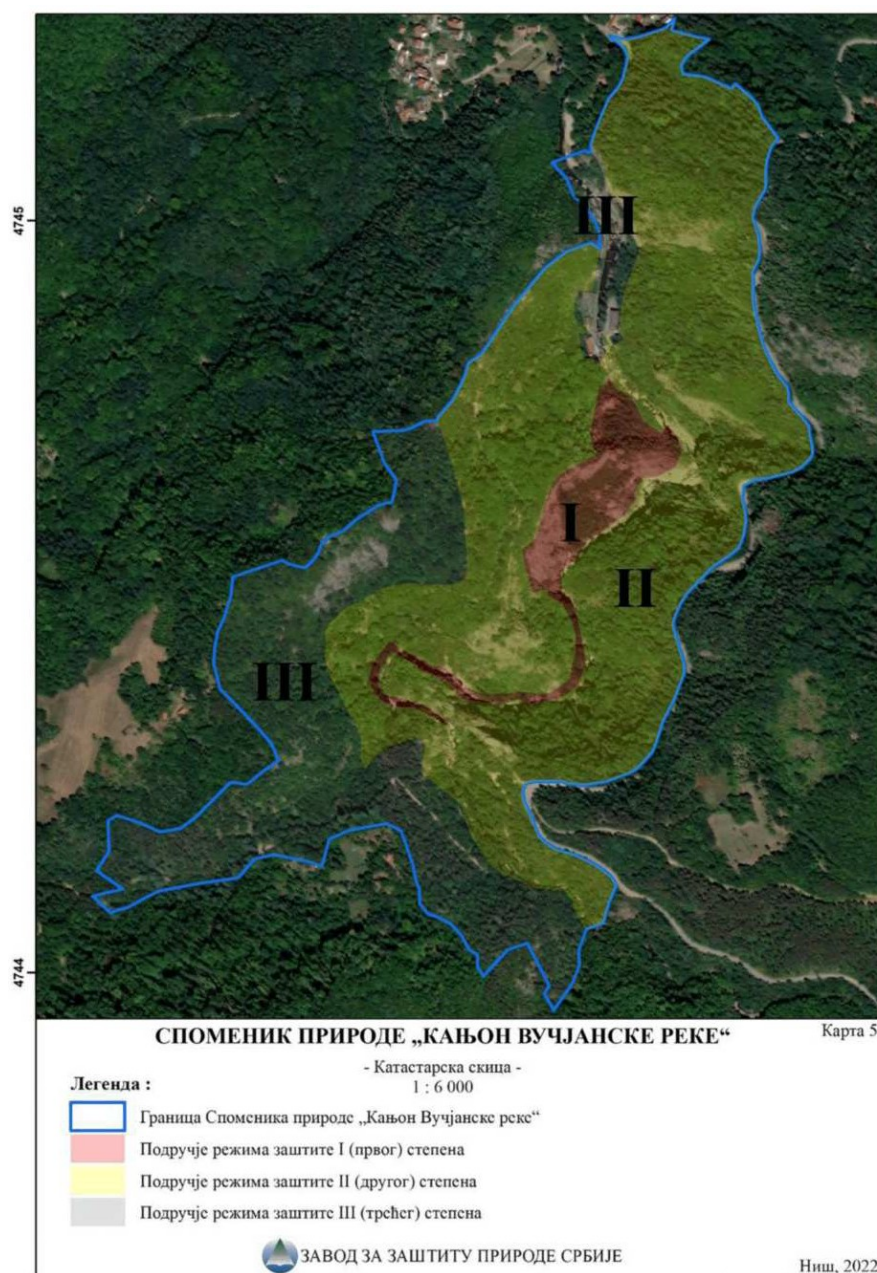 4745
III
I
II
III
4744
СПОМЕНИК ПРИРОДЕ „КАЊОН ВУЧЈАНСКЕ РЕКЕ“
Карта 5
- Катастарска скица -
1 : 6 000
Легенда :
Граница Споменика природе „Кањон Вучјанске реке“
Подручје режима заштите I (првог) степена
Подручје режима заштите II (другог) степена
Подручје режима заштите III (трећег) степена
ЗАВОД ЗА ЗАШТИТУ ПРИРОДЕ СРБИЈЕ
Ниш, 2022